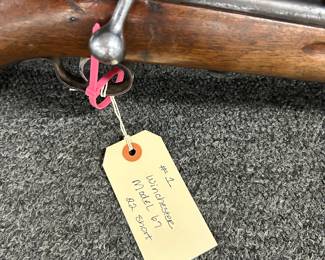 #1
Winchester
Model 67
22 Short